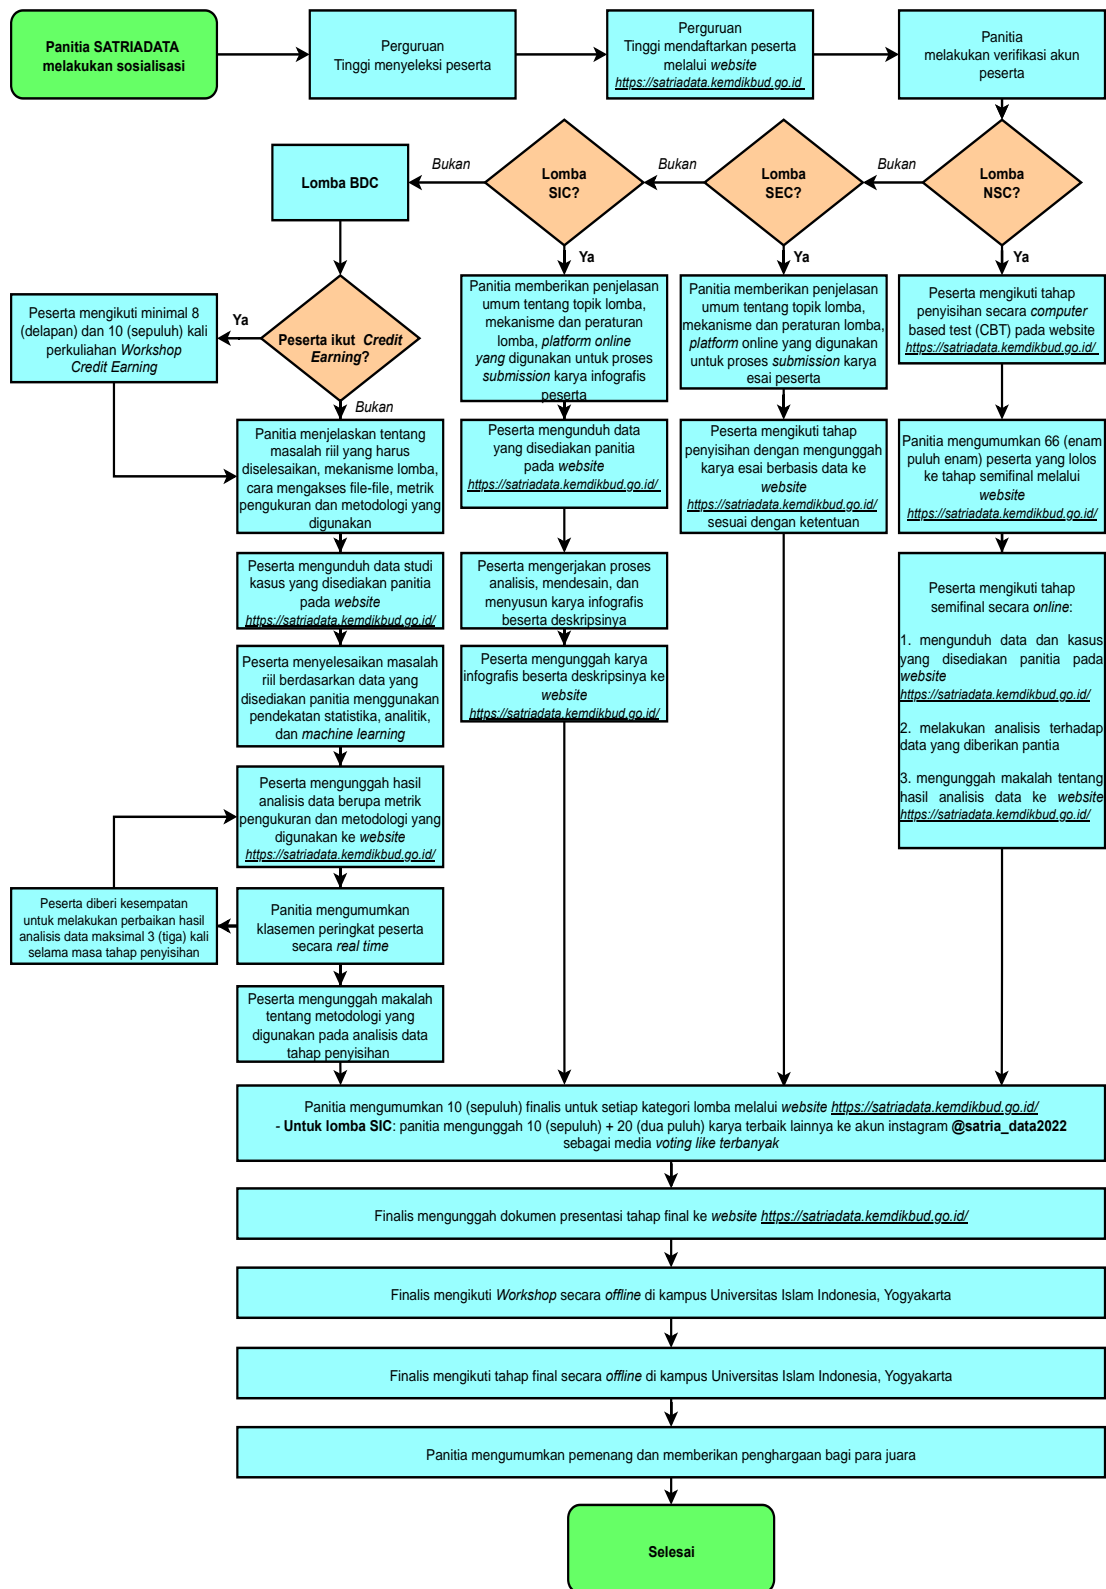 Panitia SATRIADATA
melakukan sosialisasi
Perguruan
Tinggi menyeleksi peserta
Perguruan
Tinggi mendaftarkan peserta
melalui website
https://satriadata.kemdikbud.go.id
Panitia
melakukan verifikasi akun
peserta
Lomba
NSC?
Bukan
Lomba
SEC?
Bukan
Lomba
SIC?
Bukan
Lomba BDC
Ya
Ya
Ya
Peserta ikut Credit
Earning?
Ya
Bukan
Peserta mengikuti minimal 8
(delapan) dan 10 (sepuluh) kali
perkuliahan Workshop
Credit Earning
Panitia menjelaskan tentang
masalah riil yang harus
diselesaikan, mekanisme lomba,
cara mengakses file-file, metrik
pengukuran dan metodologi yang
digunakan
Peserta mengunduh data studi
kasus yang disediakan panitia
pada website
https://satriadata.kemdikbud.go.id/
Peserta menyelesaikan masalah
riil berdasarkan data yang
disediakan panitia menggunakan
pendekatan statistika, analitik,
dan machine learning
Peserta mengunggah hasil
analisis data berupa metrik
pengukuran dan metodologi yang
digunakan ke website
https://satriadata.kemdikbud.go.id/
Panitia mengumumkan
klasemen peringkat peserta
secara real time
Peserta diberi kesempatan
untuk melakukan perbaikan hasil
analisis data maksimal 3 (tiga) kali
selama masa tahap penyisihan
Peserta mengunggah makalah
tentang metodologi yang
digunakan pada analisis data
tahap penyisihan
Panitia memberikan penjelasan
umum tentang topik lomba,
mekanisme dan peraturan
lomba, platform online
yang digunakan untuk proses
submission karya infografis
peserta
Peserta mengunduh data
yang disediakan panitia
pada website
https://satriadata.kemdikbud.go.id/
Peserta mengerjakan proses
analisis, mendesain, dan
menyusun karya infografis
beserta deskripsinya
Peserta mengunggah karya
infografis beserta deskripsinya ke
website
https://satriadata.kemdikbud.go.id/
Panitia memberikan penjelasan
umum tentang topik lomba,
mekanisme dan peraturan lomba,
platform online yang digunakan
untuk proses submission karya
esai peserta
Peserta mengikuti tahap
penyisihan dengan mengunggah
karya esai berbasis data ke
website
https://satriadata.kemdikbud.go.id/
sesuai dengan ketentuan
Peserta mengikuti tahap
penyisihan secara computer
based test (CBT) pada website
https://satriadata.kemdikbud.go.id/
Panitia mengumumkan 66 (enam
puluh enam) peserta yang lolos
ke tahap semifinal melalui
website
https://satriadata.kemdikbud.go.id/
Peserta mengikuti tahap
semifinal secara online:
1. mengunduh data dan kasus
yang disediakan panitia pada
website
https://satriadata.kemdikbud.go.id/
2. melakukan analisis terhadap
data yang diberikan pantia
3. mengunggah makalah tentang
hasil analisis data ke website
https://satriadata.kemdikbud.go.id/
Panitia mengumumkan 10 (sepuluh) finalis untuk setiap kategori lomba melalui website https://satriadata.kemdikbud.go.id/
- Untuk lomba SIC: panitia mengunggah 10 (sepuluh) + 20 (dua puluh) karya terbaik lainnya ke akun instagram @satria_data2022
sebagai media voting like terbanyak
Finalis mengunggah dokumen presentasi tahap final ke website https://satriadata.kemdikbud.go.id/
Finalis mengikuti Workshop secara offline di kampus Universitas Islam Indonesia, Yogyakarta
Finalis mengikuti tahap final secara offline di kampus Universitas Islam Indonesia, Yogyakarta
Panitia mengumumkan pemenang dan memberikan penghargaan bagi para juara
Selesai